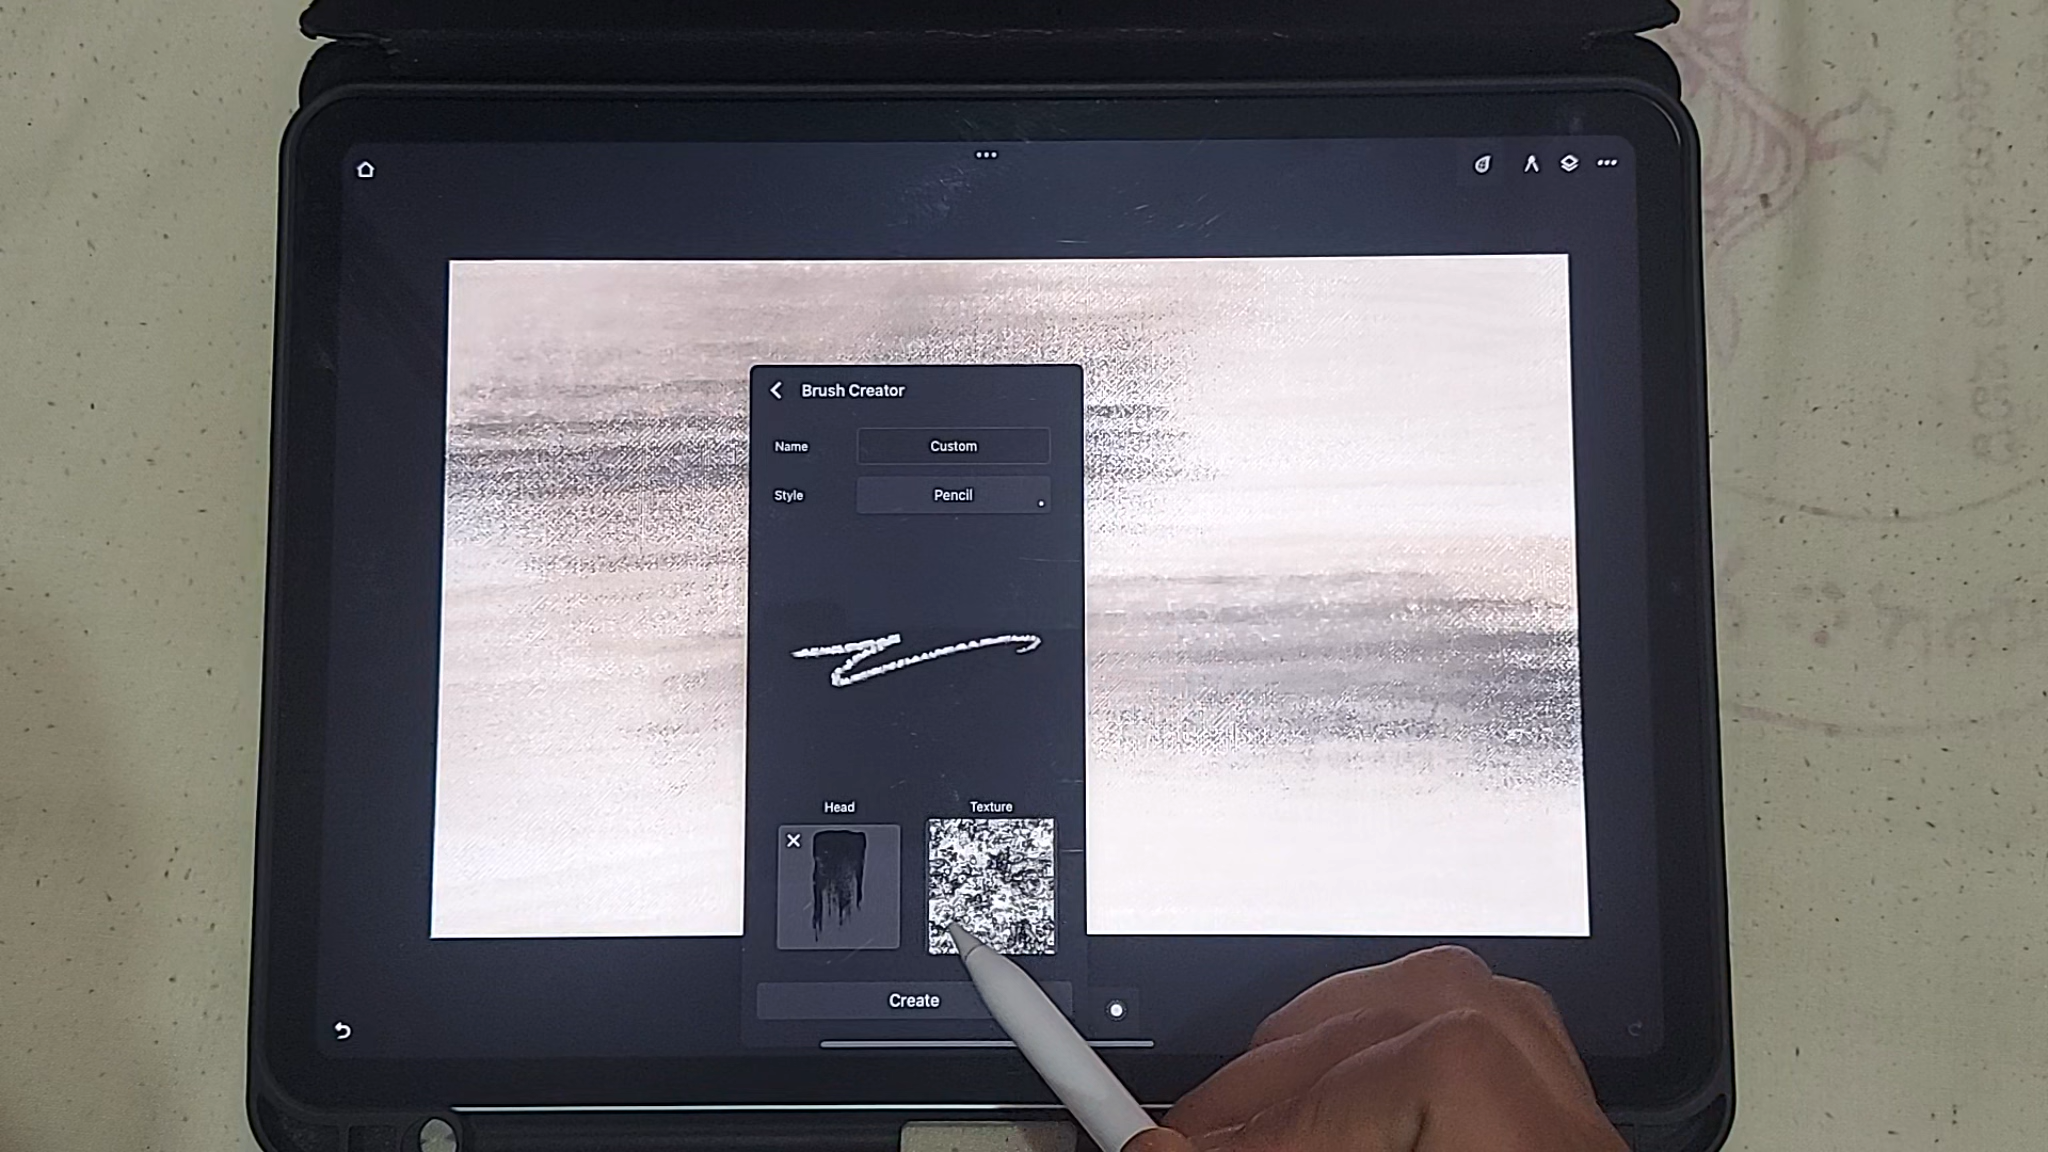 Brush Creator
Name Custom
Style Pencil
Head Texture
Create